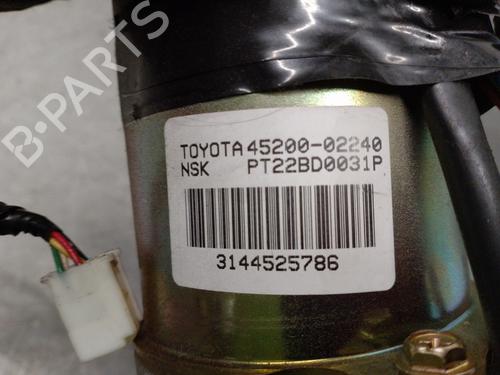 B-PARTS
TOYOTA 45200-02240
NSK PT22BD0031P
3144525786